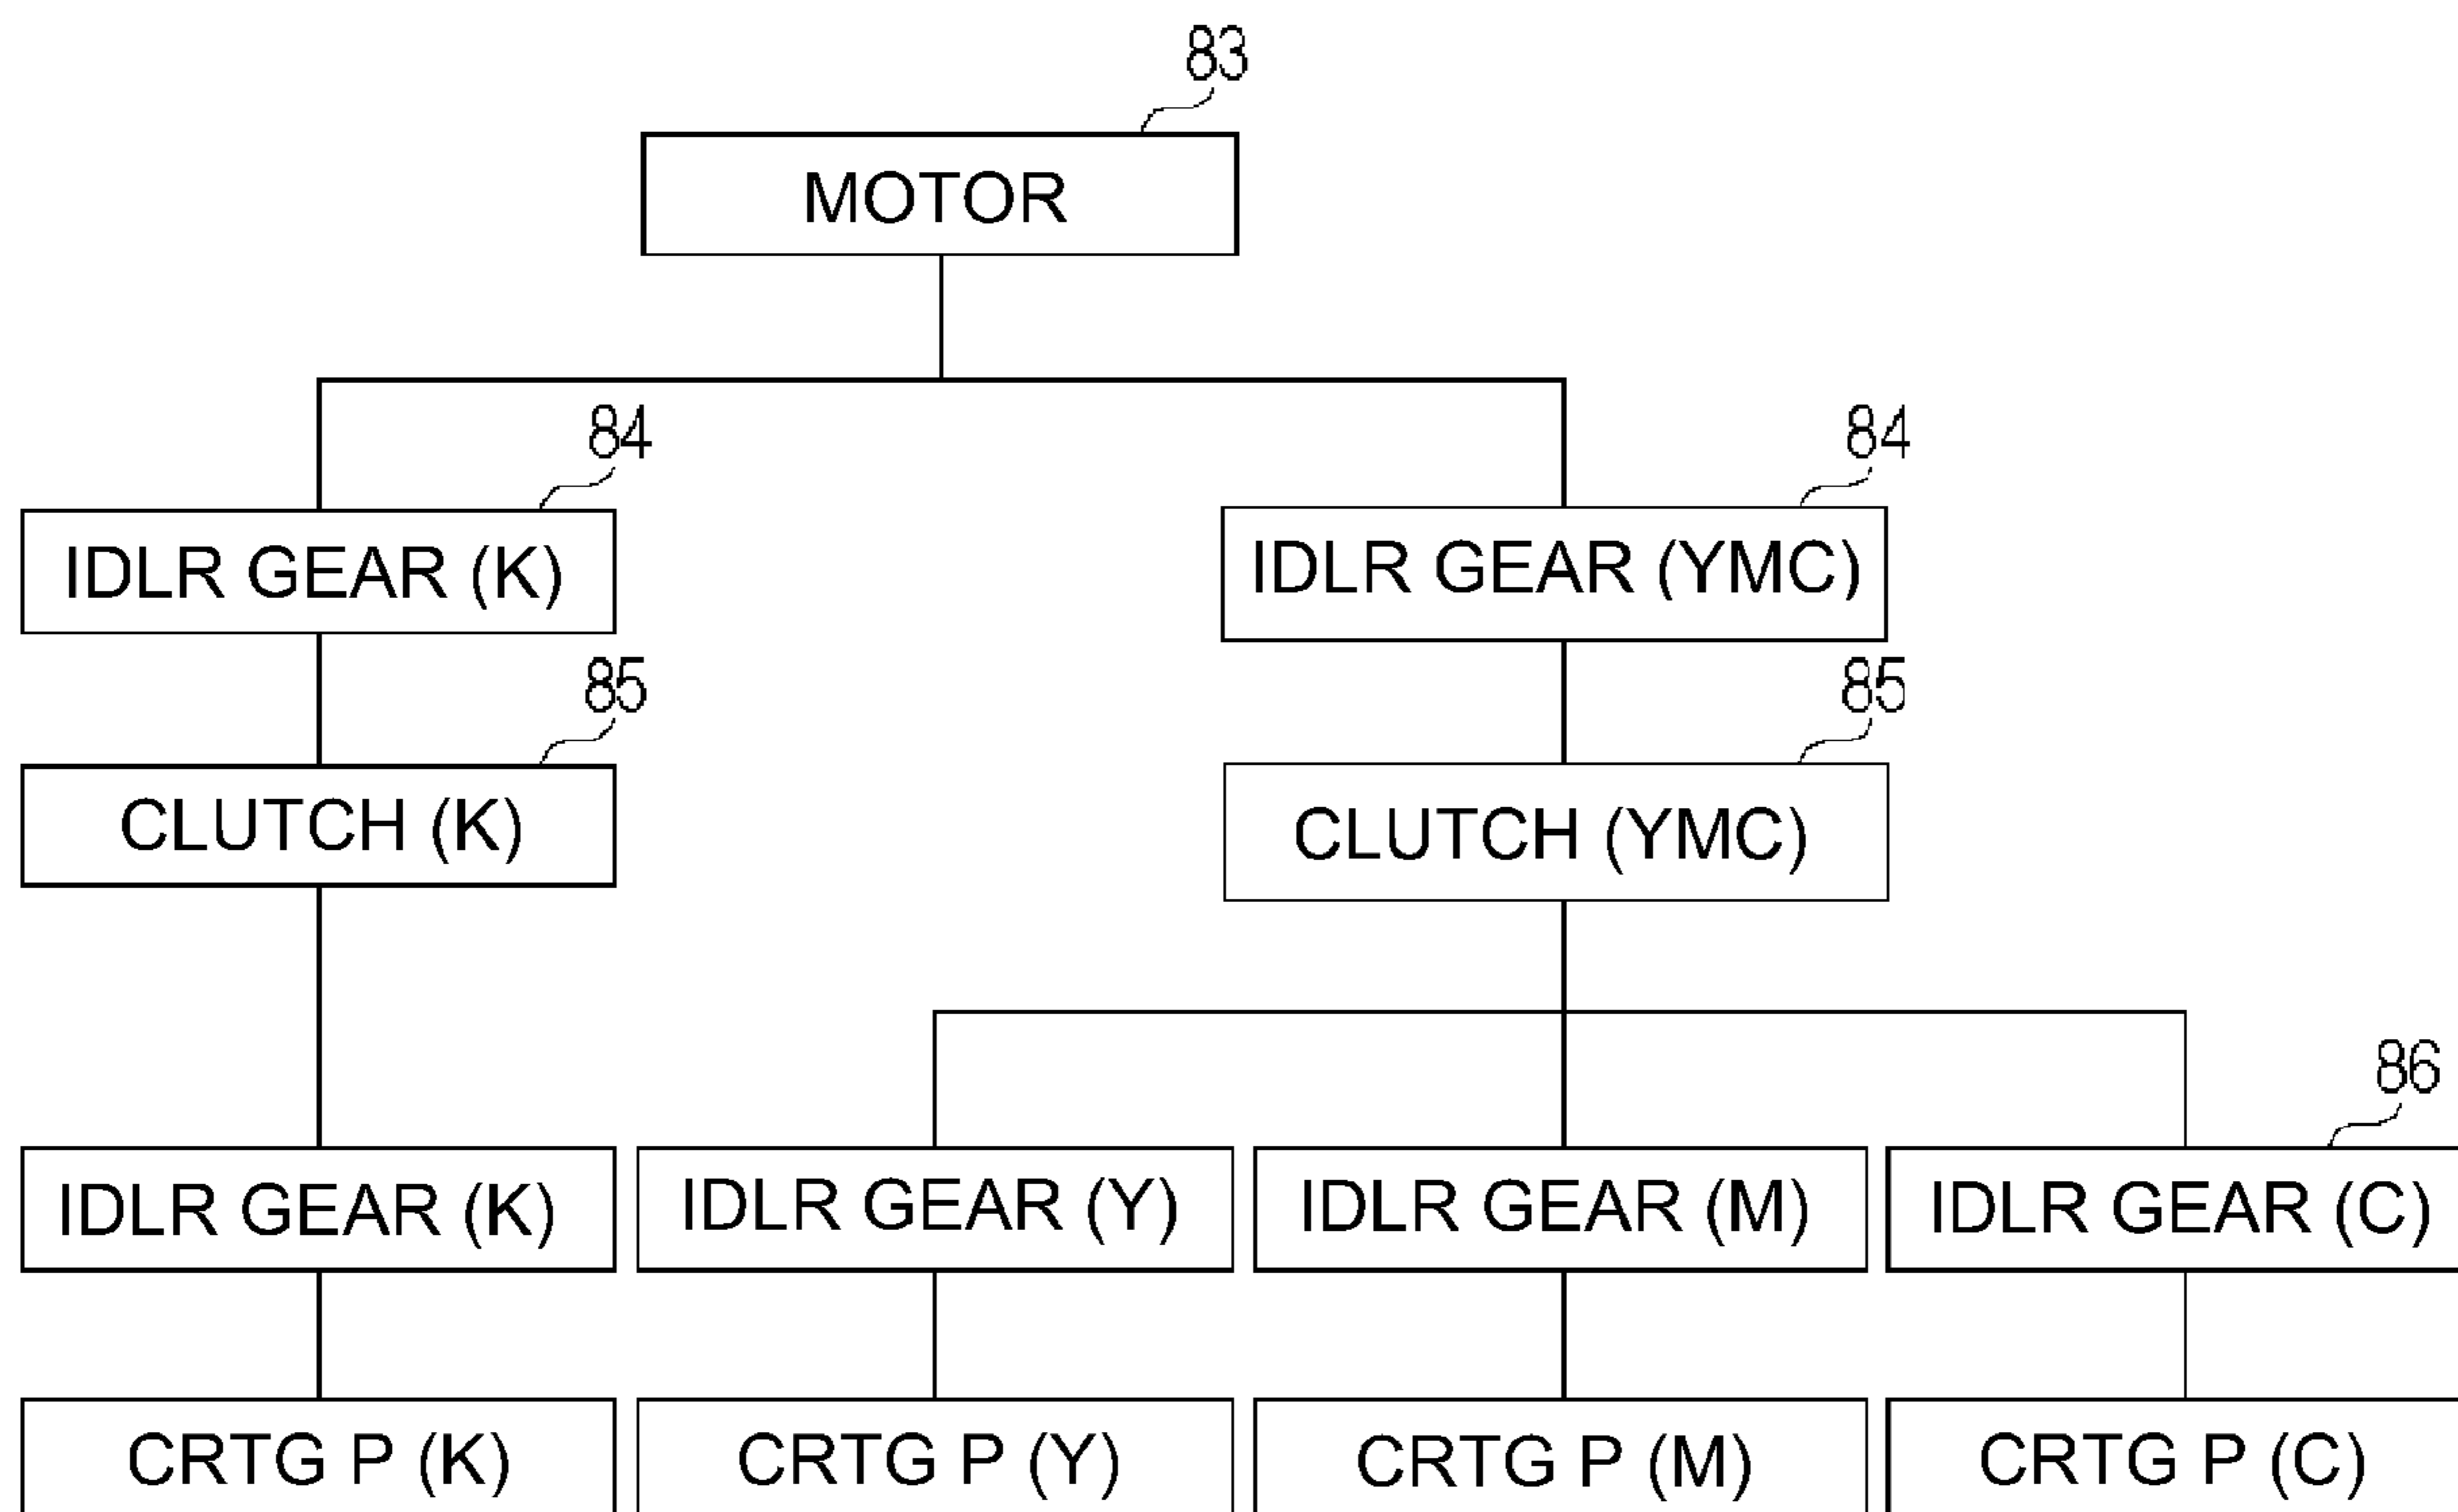 83
MOTOR
84
84
IDLR GEAR (K)
IDLR GEAR (YMC)
85
85
CLUTCH (K)
CLUTCH (YMC)
86
IDLR GEAR (K)
IDLR GEAR (Y)
IDLR GEAR (M)
IDLR GEAR (C)
CRTG P (K)
CRTG P (Y)
CRTG P (M)
CRTG P (C)